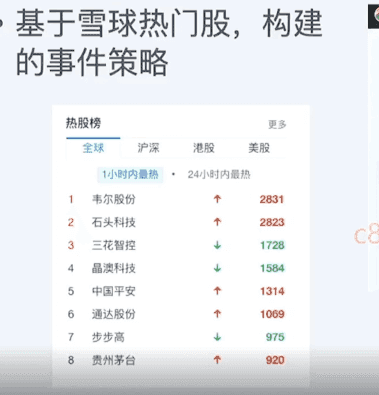 · 基于雪球热门股，构建
的事件策略
热股榜 更多
全球 沪深 港股 美股
1小时内最热 · 24小时内最热
1 韦尔股份 ↑ 2831
2 石头科技 ↑ 2823
3 三花智控 ↓ 1728
4 晶澳科技 ↓ 1584
5 中国平安 ↑ 1314
6 通达股份 ↑ 1069
7 步步高 ↓ 975
8 贵州茅台 ↑ 920
c8